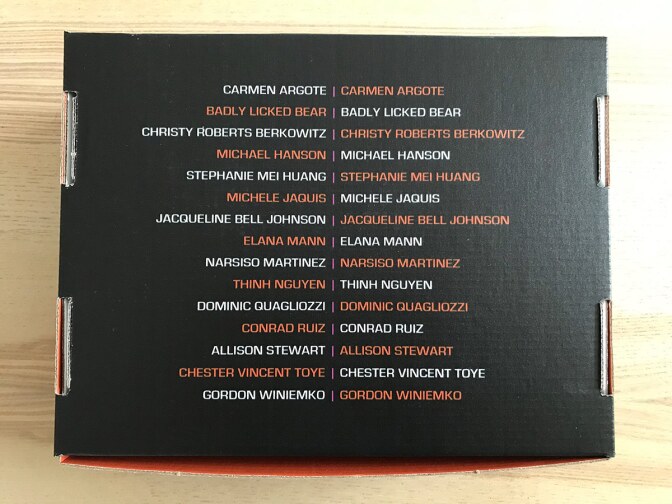 CARMEN ARGOTE | CARMEN ARGOTE
BADLY LICKED BEAR | BADLY LICKED BEAR
CHRISTY ROBERTS BERKOWITZ | CHRISTY ROBERTS BERKOWITZ
MICHAEL HANSON | MICHAEL HANSON
STEPHANIE MEI HUANG | STEPHANIE MEI HUANG
MICHELE JAQUIS | MICHELE JAQUIS
JACQUELINE BELL JOHNSON | JACQUELINE BELL JOHNSON
ELANA MANN | ELANA MANN
NARSISO MARTINEZ | NARSISO MARTINEZ
THINH NGUYEN | THINH NGUYEN
DOMINIC QUAGLIOZZI | DOMINIC QUAGLIOZZI
CONRAD RUIZ | CONRAD RUIZ
ALLISON STEWART | ALLISON STEWART
CHESTER VINCENT TOYE | CHESTER VINCENT TOYE
GORDON WINIEMKO | GORDON WINIEMKO